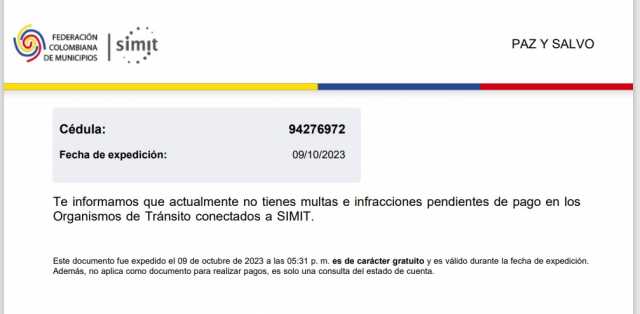 FEDERACIÓN
COLOMBIANA
DE MUNICIPIOS
simit
PAZ Y SALVO
Cédula: 94276972
Fecha de expedición: 09/10/2023
Te informamos que actualmente no tienes multas e infracciones pendientes de pago en los
Organismos de Tránsito conectados a SIMIT.
Este documento fue expedido el 09 de octubre de 2023 a las 05:31 p. m. es de carácter gratuito y es válido durante la fecha de expedición.
Además, no aplica como documento para realizar pagos, es solo una consulta del estado de cuenta.